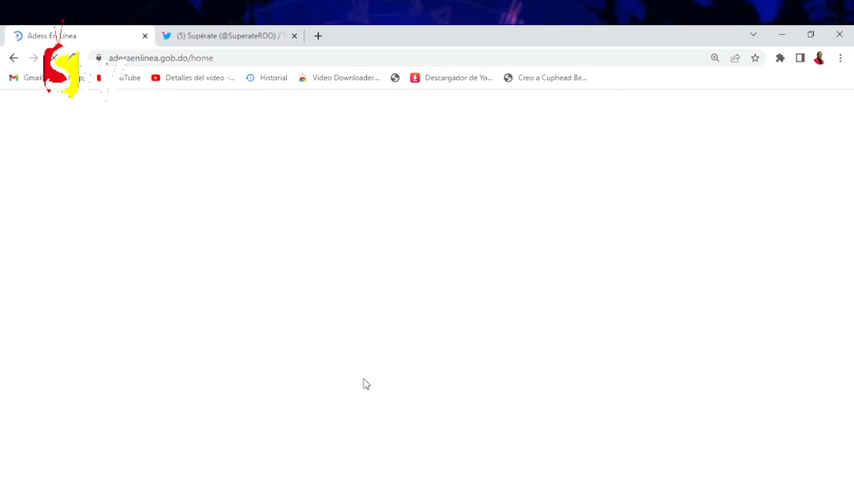 Adess En Línea
(5) Supérate (@SuperateRDO) / T
adessenlinea.gob.do/home
Gmail
Detalles del vídeo -...
Historial
Video Downloader...
Descargador de Yo...
Creo a Cuphead Be...